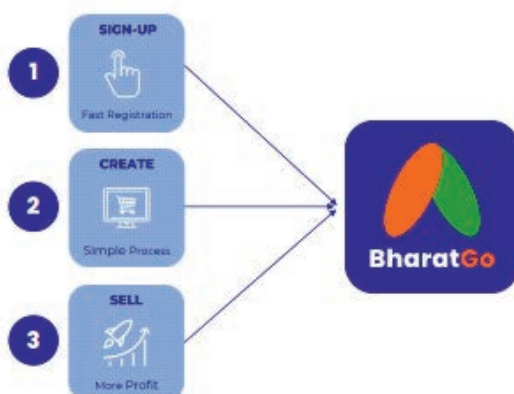 1
SIGN-UP
Fast Registration
2
CREATE
Simple Process
3
SELL
More Profit
BharatGo